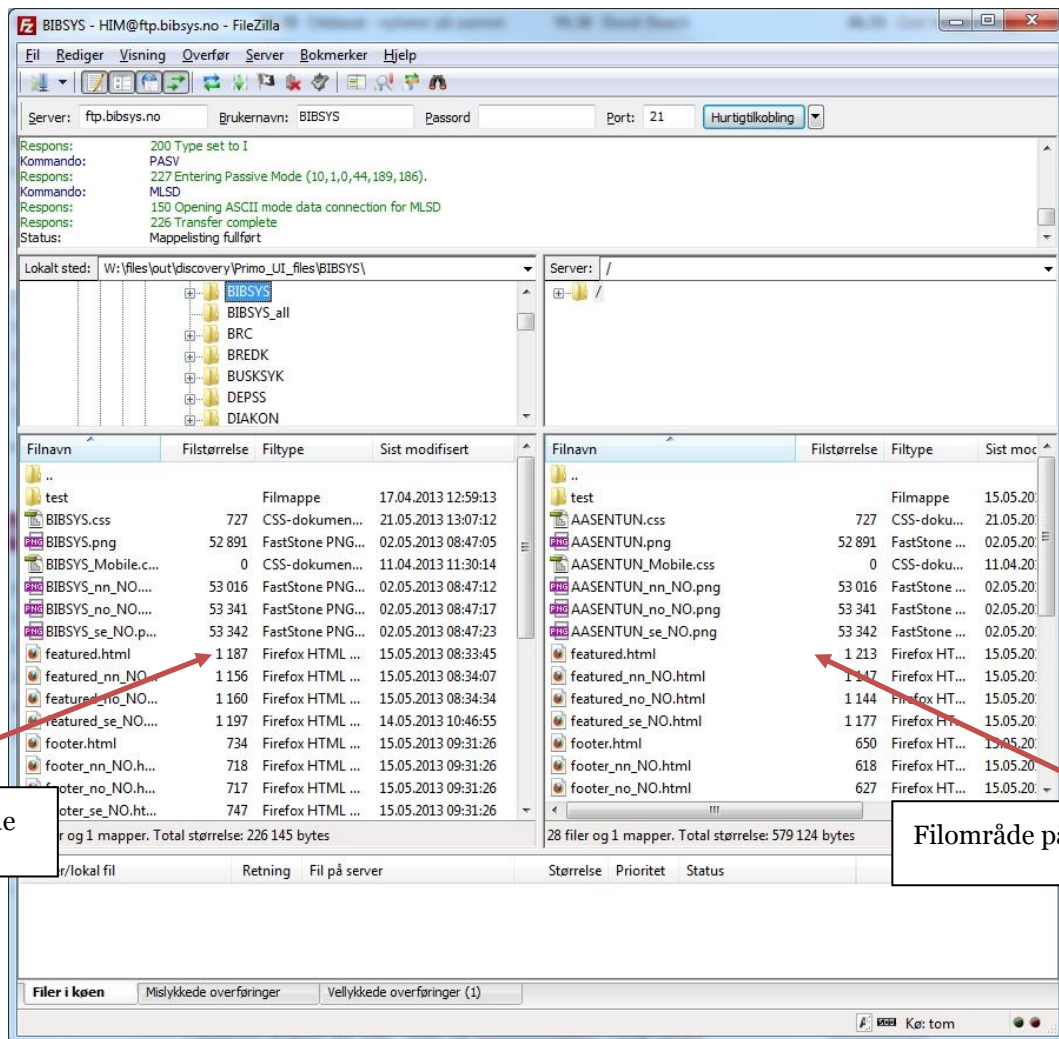 BIBSYS - HIM@ftp.bibsys.no - FileZilla
Fil Rediger Visning Overfør Server Bokmerker Hjelp
Server: ftp.bibsys.no Brukernavn: BIBSYS Passord Port: 21 Hurtigtilkobling
Respons: 200 Type set to I
Kommando: PASV
Respons: 227 Entering Passive Mode (10,1,0,44,189,186).
Kommando: MLSD
Respons: 150 Opening ASCII mode data connection for MLSD
Respons: 226 Transfer complete
Status: Mappelisting fullført
Lokalt sted: W:\files\out\discovery\Primo_UI_files\BIBSYS\
BIBSYS
BIBSYS_all
BRC
BREDK
BUSKSYK
DEPSS
DIAKON
Server: /
/
Filnavn Filstørrelse Filtype Sist modifisert
..
test Filmappe 17.04.2013 12:59:13
BIBSYS.css 727 CSS-dokumen... 21.05.2013 13:07:12
BIBSYS.png 52 891 FastStone PNG... 02.05.2013 08:47:05
BIBSYS_Mobile.c... 0 CSS-dokumen... 11.04.2013 11:30:14
BIBSYS_nn_NO.... 53 016 FastStone PNG... 02.05.2013 08:47:12
BIBSYS_no_NO.... 53 341 FastStone PNG... 02.05.2013 08:47:17
BIBSYS_se_NO.p... 53 342 FastStone PNG... 02.05.2013 08:47:23
featured.html 1 187 Firefox HTML ... 15.05.2013 08:33:45
featured_nn_NO... 1 156 Firefox HTML ... 15.05.2013 08:34:07
featured_no_NO... 1 160 Firefox HTML ... 15.05.2013 08:34:34
featured_se_NO.... 1 197 Firefox HTML ... 14.05.2013 10:46:55
footer.html 734 Firefox HTML ... 15.05.2013 09:31:26
footer_nn_NO.h... 718 Firefox HTML ... 15.05.2013 09:31:26
footer_no_NO.h... 717 Firefox HTML ... 15.05.2013 09:31:26
oter_se_NO.ht... 747 Firefox HTML ... 15.05.2013 09:31:26
er og 1 mapper. Total størrelse: 226 145 bytes
Filnavn Filstørrelse Filtype Sist mod
..
test Filmappe 15.05.20
AASENTUN.css 727 CSS-doku... 21.05.20
AASENTUN.png 52 891 FastStone ... 02.05.20
AASENTUN_Mobile.css 0 CSS-doku... 11.04.20
AASENTUN_nn_NO.png 53 016 FastStone ... 02.05.20
AASENTUN_no_NO.png 53 341 FastStone ... 02.05.20
AASENTUN_se_NO.png 53 342 FastStone ... 02.05.20
featured.html 1 213 Firefox HT... 15.05.20
featured_nn_NO.html 1 147 Firefox HT... 15.05.20
featured_no_NO.html 1 144 Firefox HT... 15.05.20
featured_se_NO.html 1 177 Firefox HT... 15.05.20
footer.html 650 Firefox HT... 15.05.20
footer_nn_NO.html 618 Firefox HT... 15.05.20
footer_no_NO.html 627 Firefox HT... 15.05.20
28 filer og 1 mapper. Total størrelse: 579 124 bytes
Filområde på
er/lokal fil Retning Fil på server Størrelse Prioritet Status
Filer i køen Mislykkede overføringer Vellykkede overføringer (1)
Kø: tom